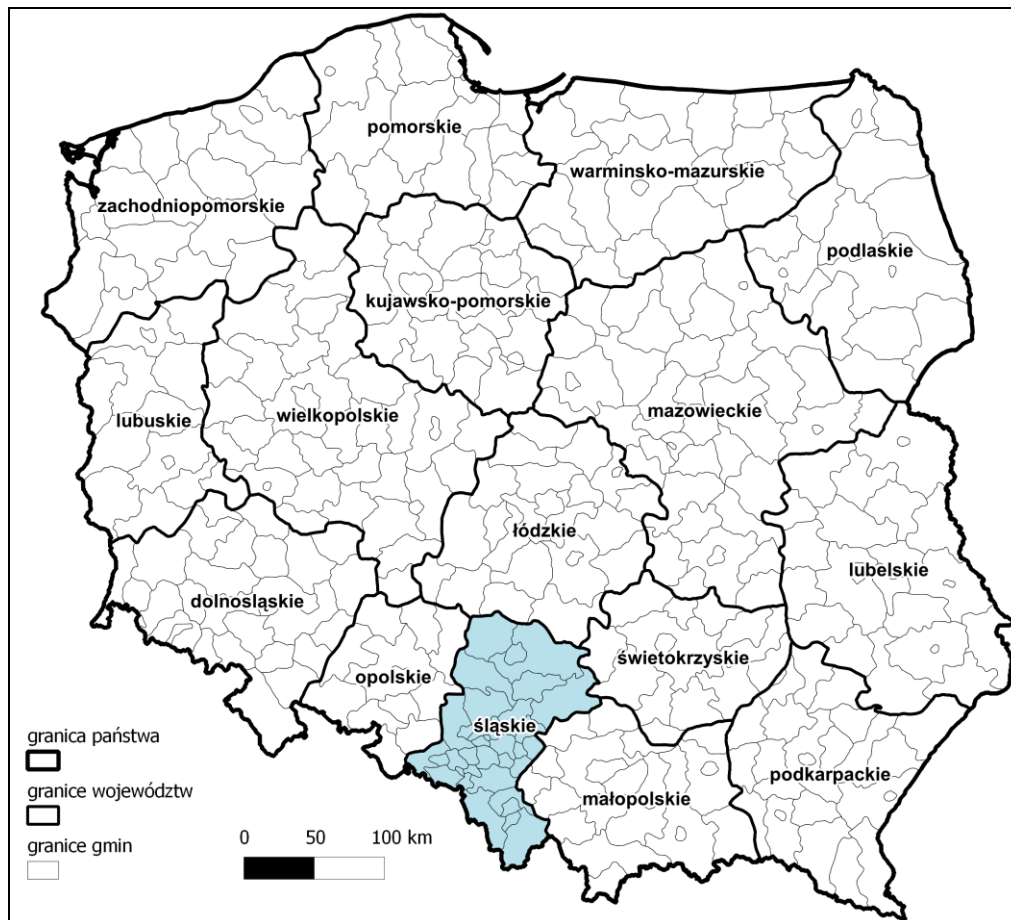 pomorskie
warminsko-mazurskie
zachodniopomorskie
podlaskie
kujawsko-pomorskie
lubuskie
wielkopolskie
mazowieckie
łódzkie
lubelskie
dolnosląskie
świetokrzyskie
opolskie
śląskie
podkarpackie
małopolskie
granica państwa
granice województw
granice gmin
0 50 100 km